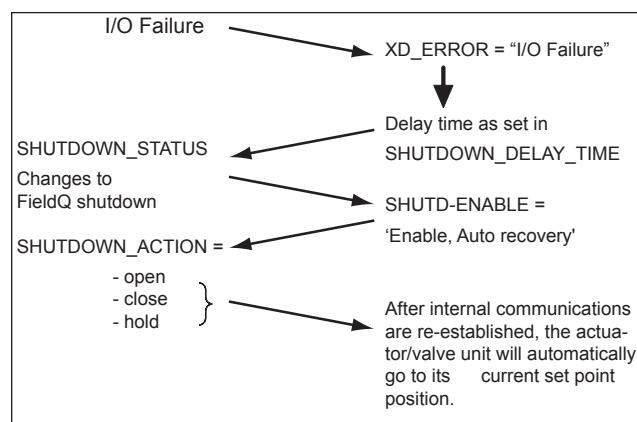 I/O Failure
XD_ERROR = “I/O Failure”
Delay time as set in
SHUTDOWN_DELAY_TIME
SHUTDOWN_STATUS
Changes to
FieldQ shutdown
SHUTD-ENABLE =
‘Enable, Auto recovery'
SHUTDOWN_ACTION =
- open
- close
- hold
After internal communications
are re-established, the actua-
tor/valve unit will automatically
go to its current set point
position.